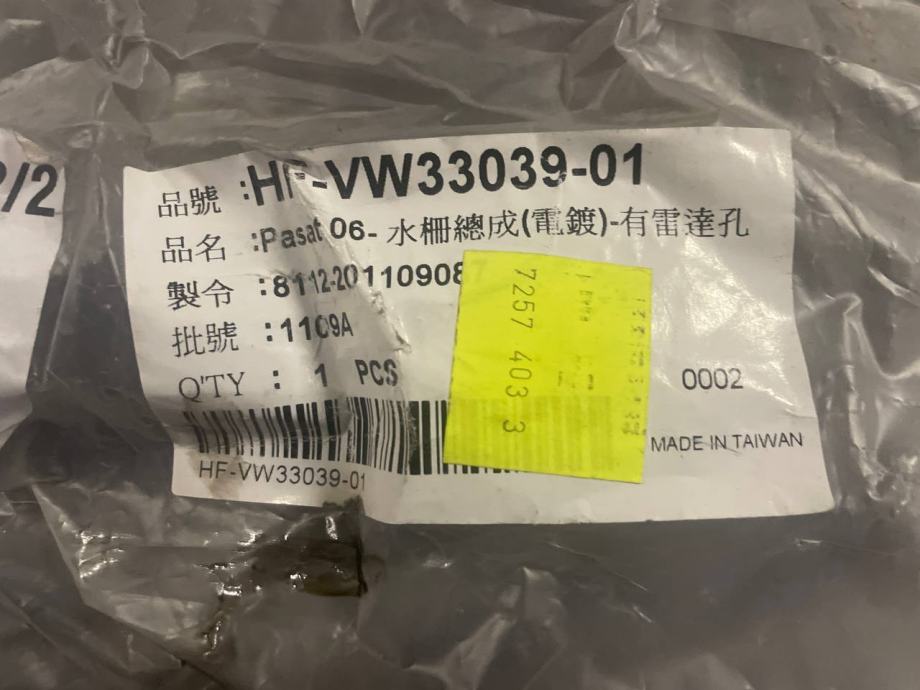 2/2
品號 :HF-VW33039-01
品名 :Pasat 06- 水柵總成(電鍍)-有雷達孔
製令 :8112-201109087
批號 :1109A
Q'TY : 1 PCS
0002
MADE IN TAIWAN
HF-VW33039-01
7257 403 3